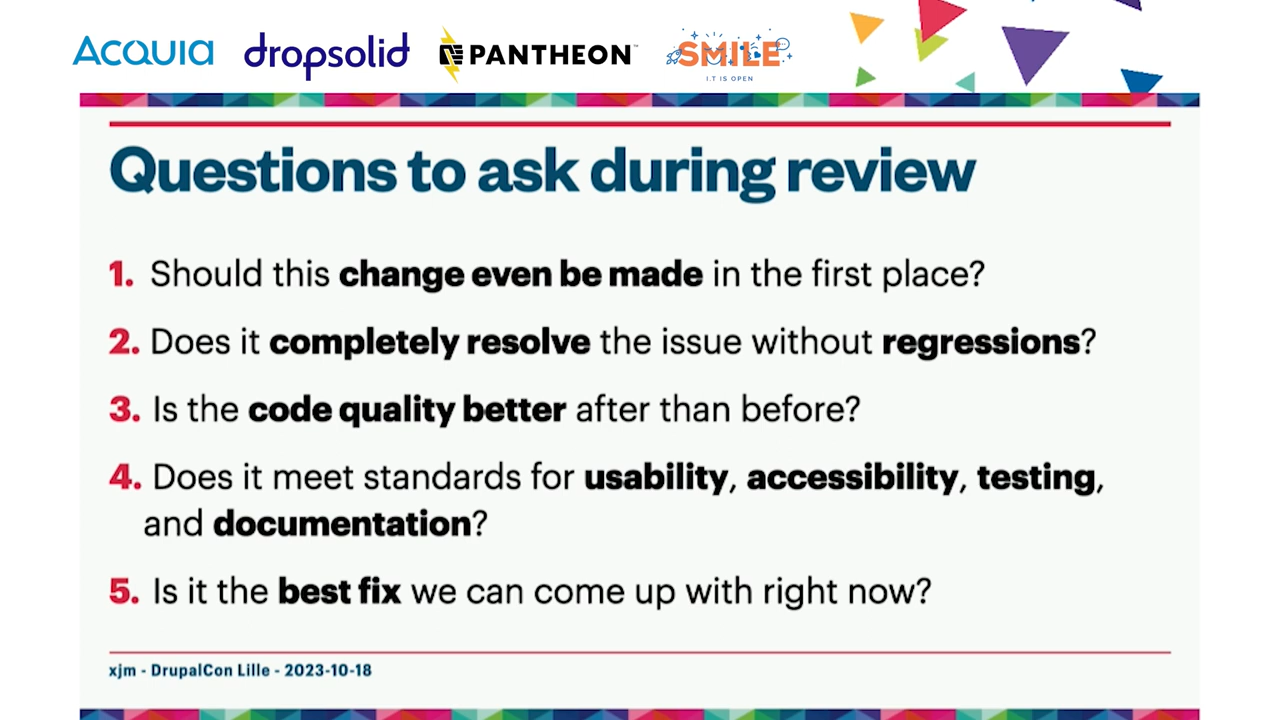 Acquia dropsolid PANTHEON SMILE
I.T IS OPEN
Questions to ask during review
1. Should this change even be made in the first place?
2. Does it completely resolve the issue without regressions?
3. Is the code quality better after than before?
4. Does it meet standards for usability, accessibility, testing,
and documentation?
5. Is it the best fix we can come up with right now?
xjm - DrupalCon Lille - 2023-10-18